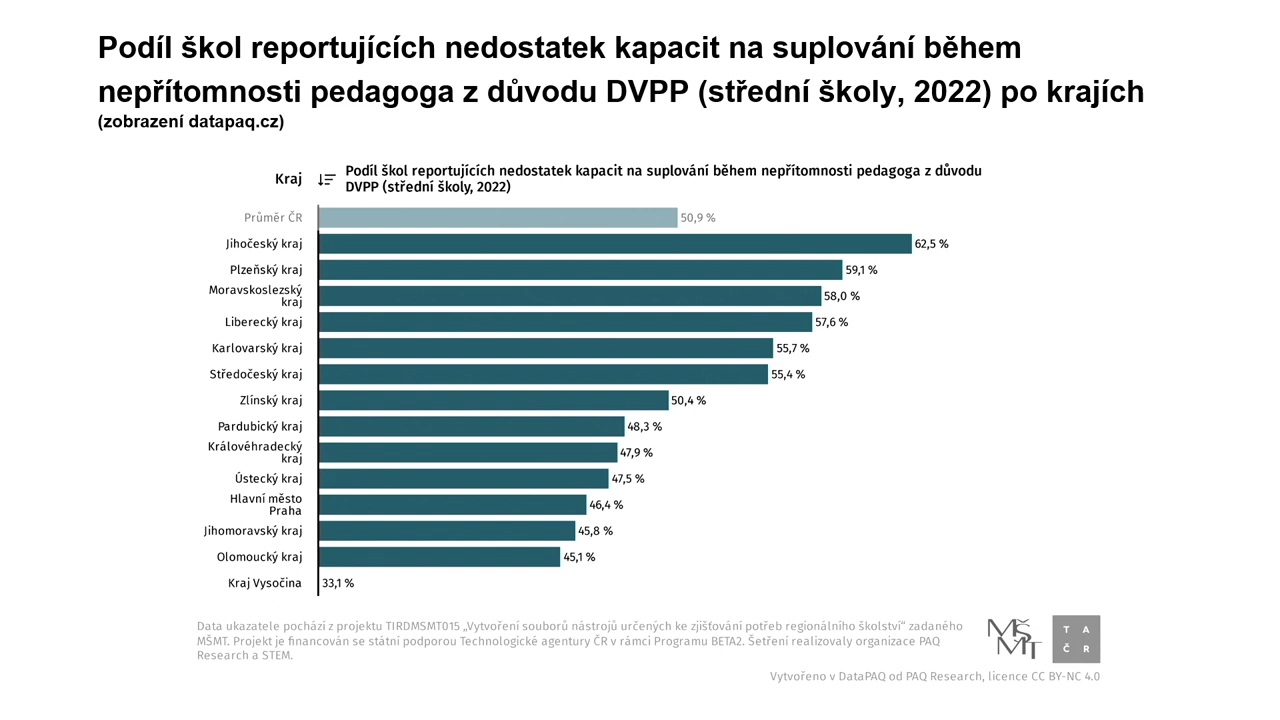 Podíl škol reportujících nedostatek kapacit na suplování během
nepřítomnosti pedagoga z důvodu DVPP (střední školy, 2022) po krajích
(zobrazení datapaq.cz)
Kraj
Podíl škol reportujících nedostatek kapacit na suplování během nepřítomnosti pedagoga z důvodu
DVPP (střední školy, 2022)
Průměr ČR 50,9 %
Jihočeský kraj 62,5 %
Plzeňský kraj 59,1 %
Moravskoslezský
kraj 58,0 %
Liberecký kraj 57,6 %
Karlovarský kraj 55,7 %
Středočeský kraj 55,4 %
Zlínský kraj 50,4 %
Pardubický kraj 48,3 %
Královéhradecký
kraj 47,9 %
Ústecký kraj 47,5 %
Hlavní město
Praha 46,4 %
Jihomoravský kraj 45,8 %
Olomoucký kraj 45,1 %
Kraj Vysočina 33,1 %
Data ukazatele pochází z projektu TIRDMSMT015 „Vytvoření souborů nástrojů určených ke zjišťování potřeb regionálního školství“ zadaného
MŠMT. Projekt je financován se státní podporou Technologické agentury ČR v rámci Programu BETA2. Šetření realizovaly organizace PAQ
Research a STEM.
MŠ
MT
T A
Č R
Vytvořeno v DataPAQ od PAQ Research, licence CC BY-NC 4.0